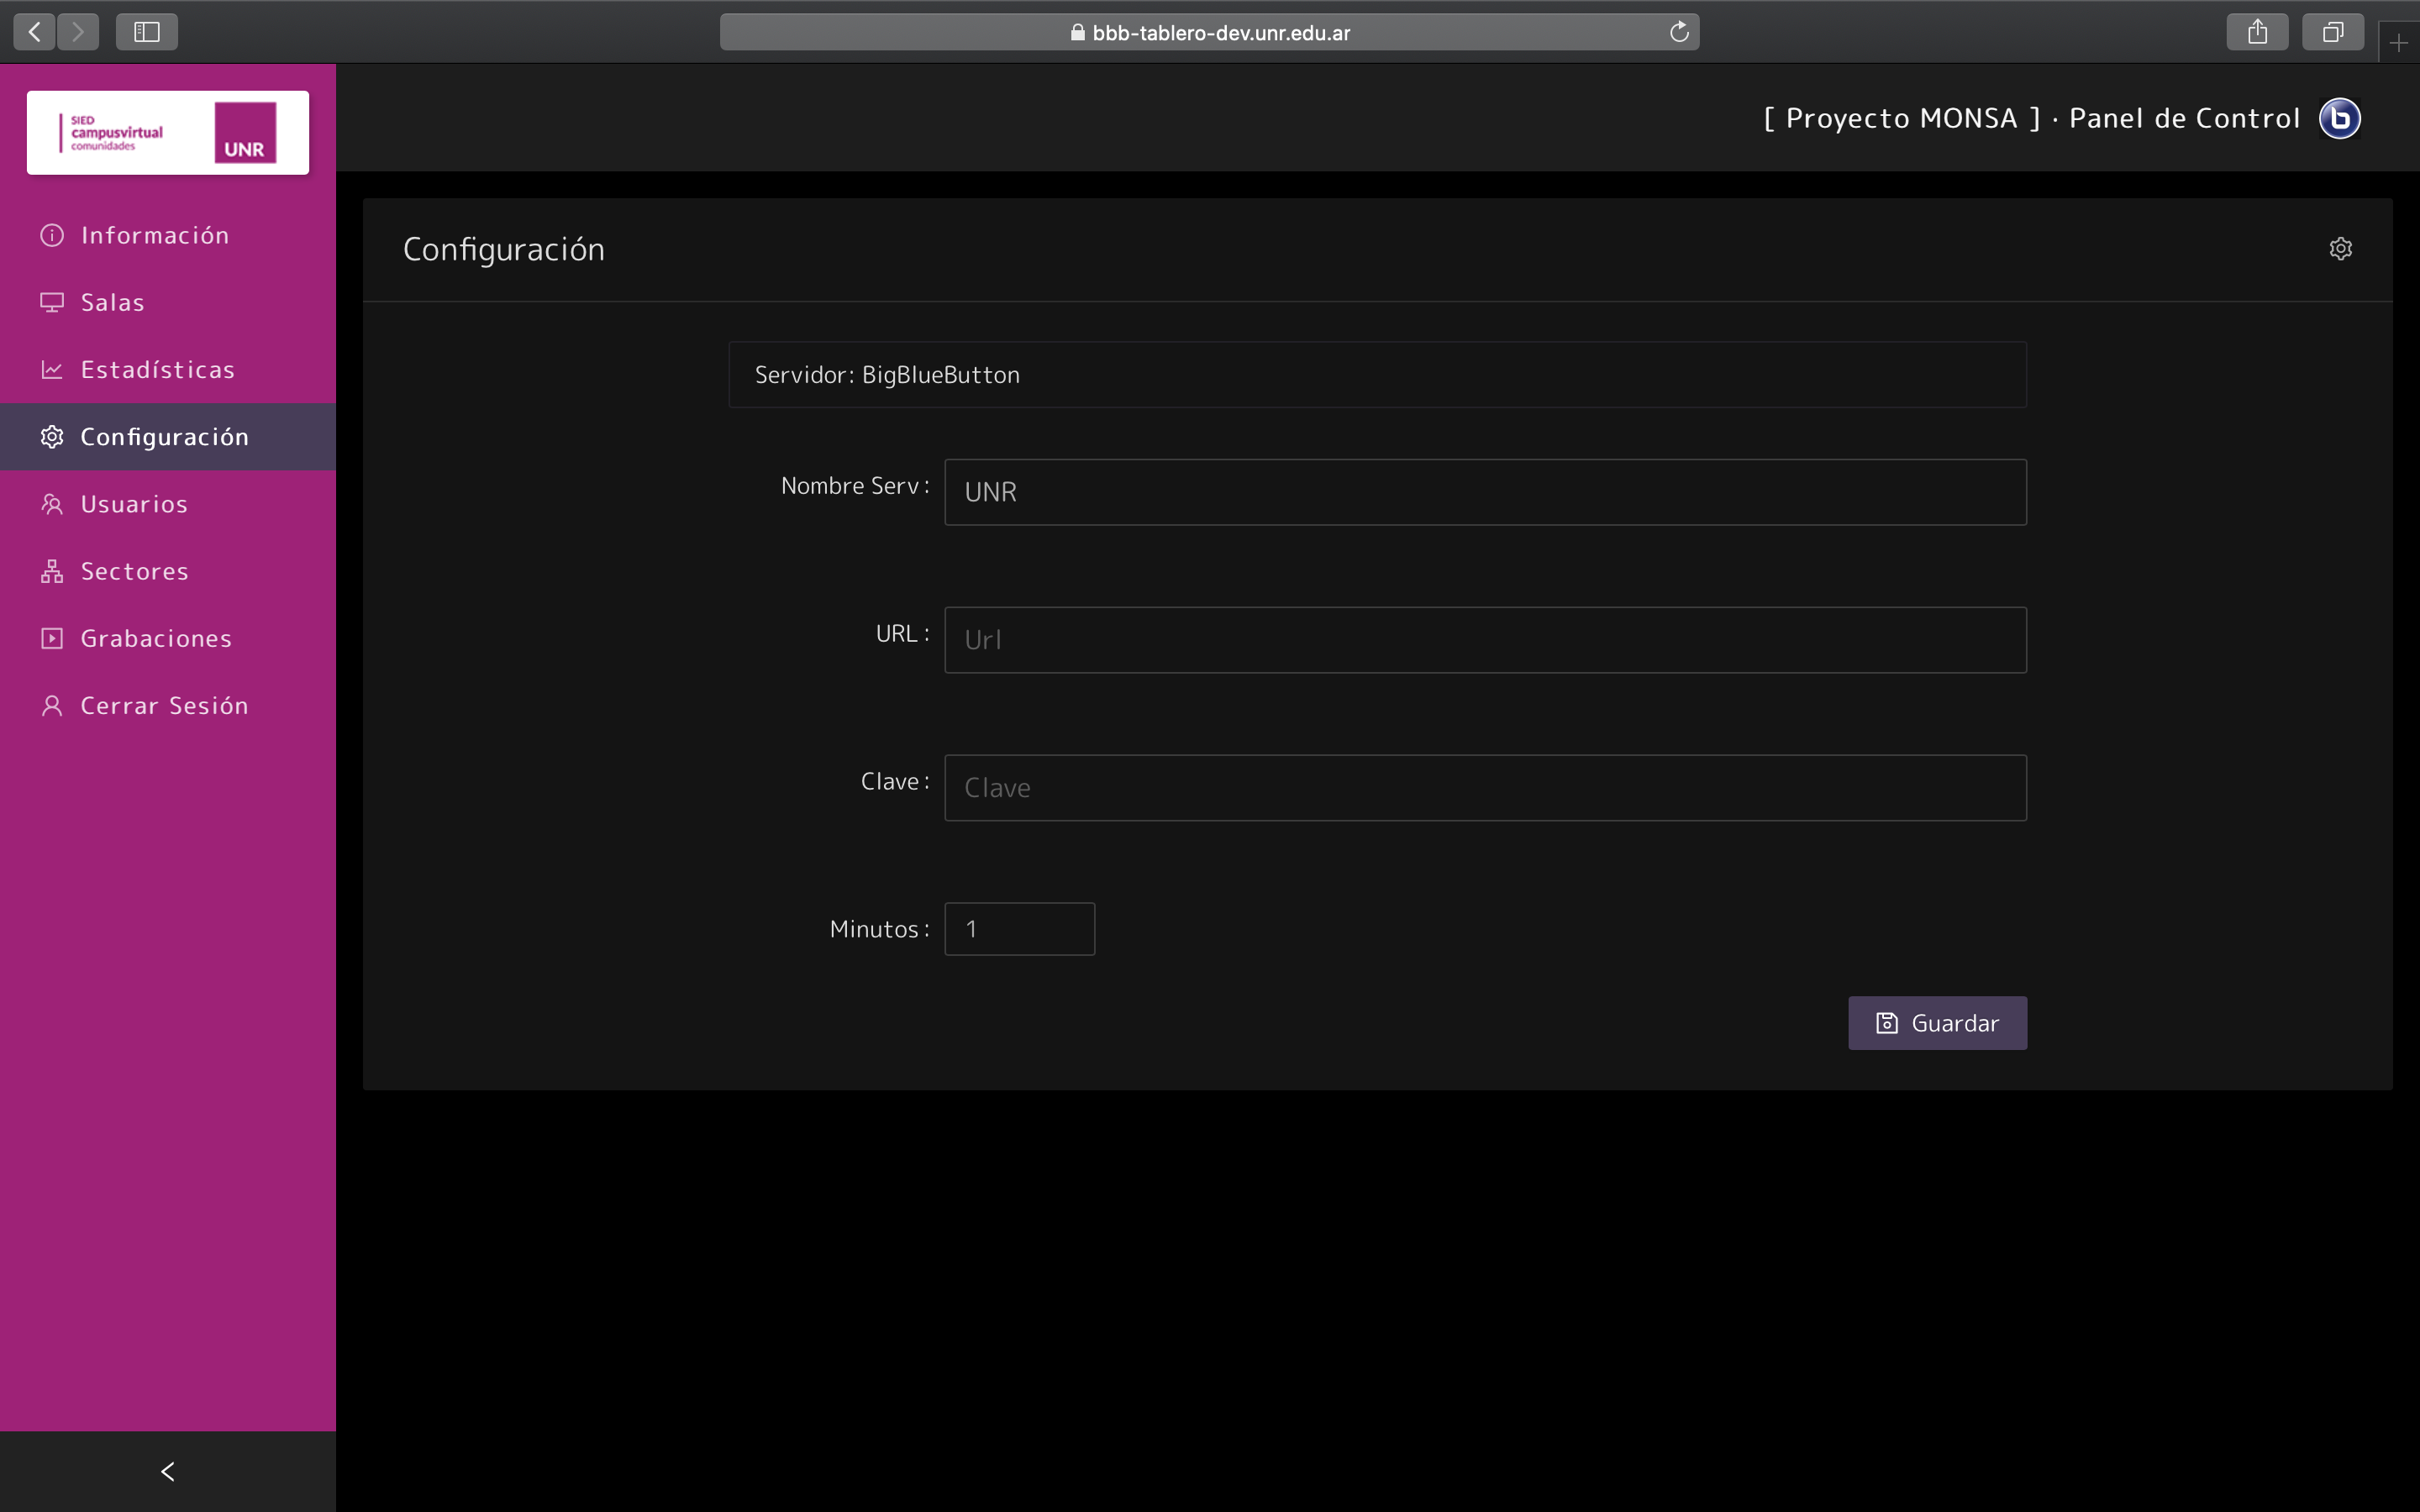 bbb-tablero-dev.unr.edu.ar
SIED
campusvirtual
comunidades
UNR
[ Proyecto MONSA ] · Panel de Control
Información
Salas
Estadísticas
Configuración
Usuarios
Sectores
Grabaciones
Cerrar Sesión
Configuración
Servidor: BigBlueButton
Nombre Serv : UNR
URL : Url
Clave : Clave
Minutos : 1
Guardar